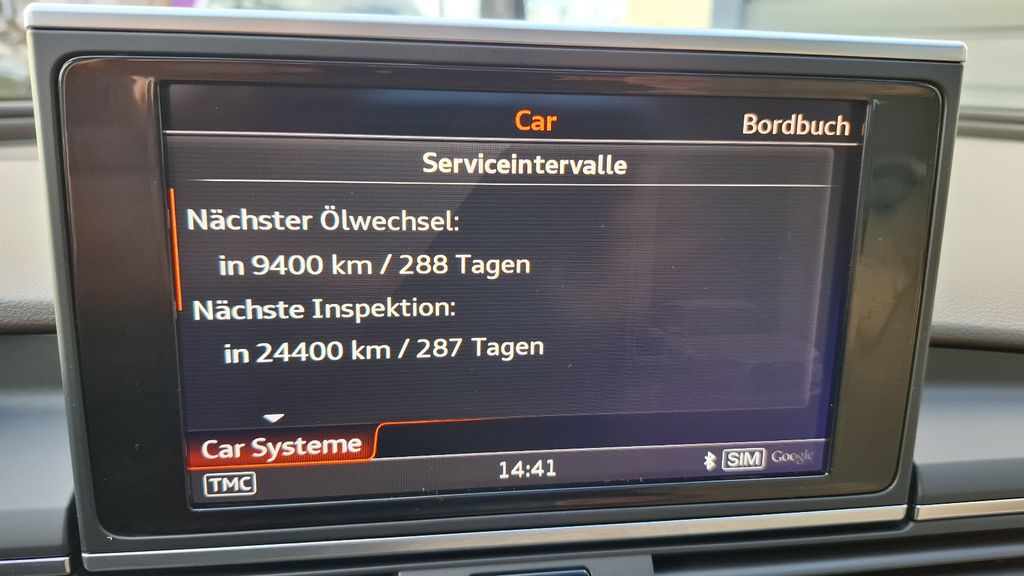 Car
Bordbuch
Serviceintervalle
Nächster Ölwechsel:
in 9400 km / 288 Tagen
Nächste Inspektion:
in 24400 km / 287 Tagen
Car Systeme
TMC
14:41
SIM
Google